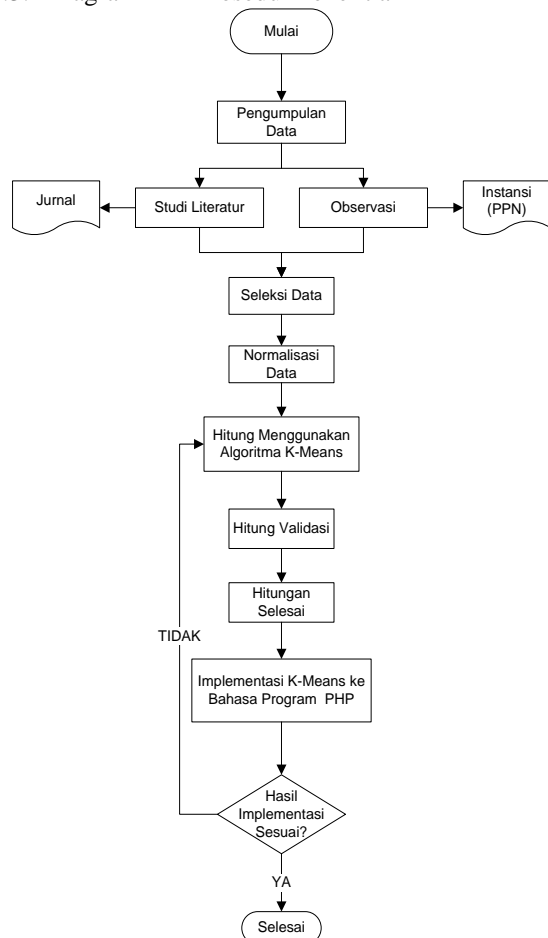 Mulai
Pengumpulan
Data
Jurnal
Studi Literatur
Observasi
Instansi
(PPN)
Seleksi Data
Normalisasi
Data
Hitung Menggunakan
Algoritma K-Means
Hitung Validasi
Hitungan
Selesai
TIDAK
Implementasi K-Means ke
Bahasa Program PHP
Hasil
Implementasi
Sesuai?
YA
Selesai